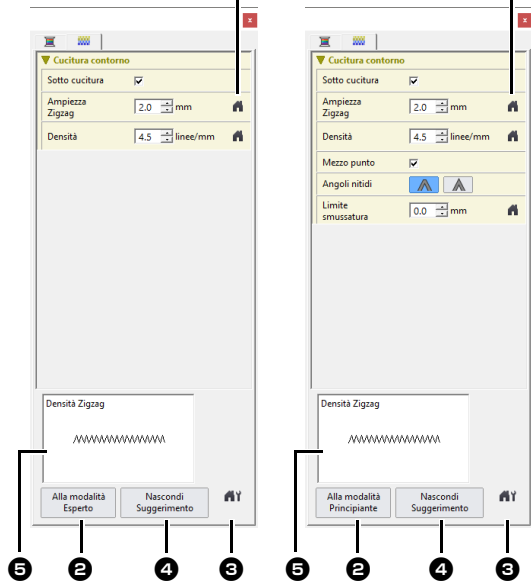 x
Cucitura contorno
Sotto cucitura
Ampiezza
Zigzag
2.0 mm
Densità
4.5 linee/mm
Densità Zigzag
Alla modalità
Esperto
Nascondi
Suggerimento
5
2
4
3
x
Cucitura contorno
Sotto cucitura
Ampiezza
Zigzag
2.0 mm
Densità
4.5 linee/mm
Mezzo punto
Angoli nitidi
Limite
smussatura
0.0 mm
Densità Zigzag
Alla modalità
Principiante
Nascondi
Suggerimento
5
2
4
3